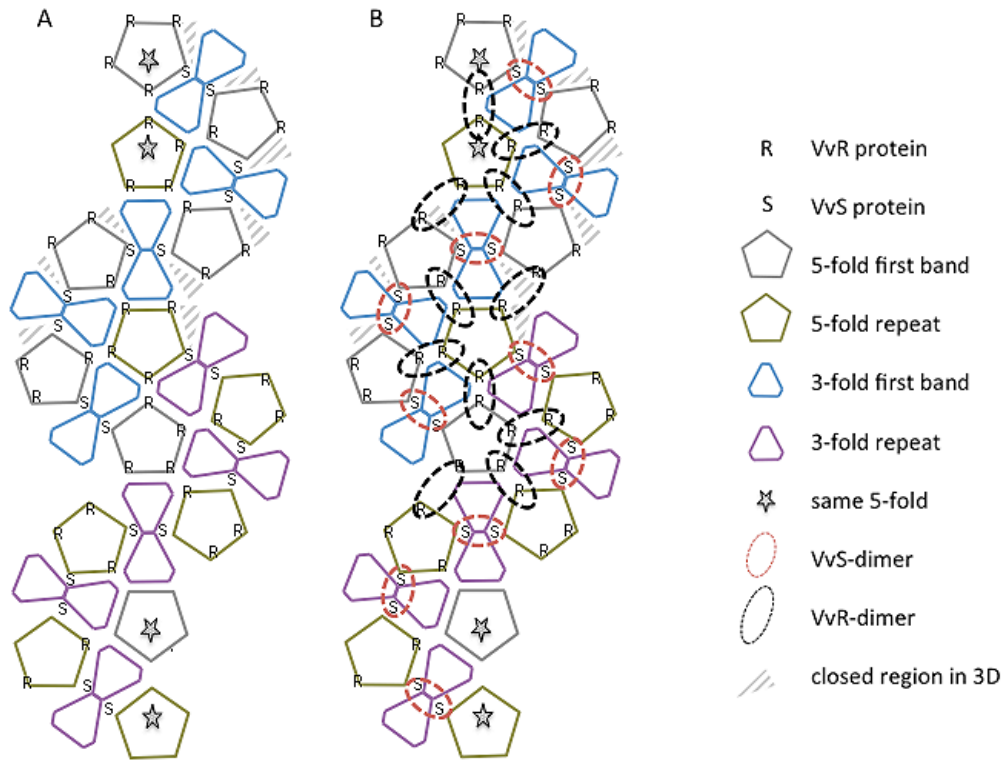 A
R R
R
S
R S R
R R R
R
S
R R S
R R
R S S R
R
R S
R R
S
R R S
R S R
R
R
R R
S R
S
R R S
R R
R S S R
R
R S
S
R
R S
S
B
R R
R
S
R S R
R R R
R
S
R R S
R R
R S S R
R
R S
R R
S
R R S
R S R
R
S R
R R
S R
S
R R S
R R
R S S R
R
R S
S
R
R S
S
R VvR protein
S VvS protein
5-fold first band
5-fold repeat
3-fold first band
3-fold repeat
same 5-fold
VvS-dimer
VvR-dimer
closed region in 3D